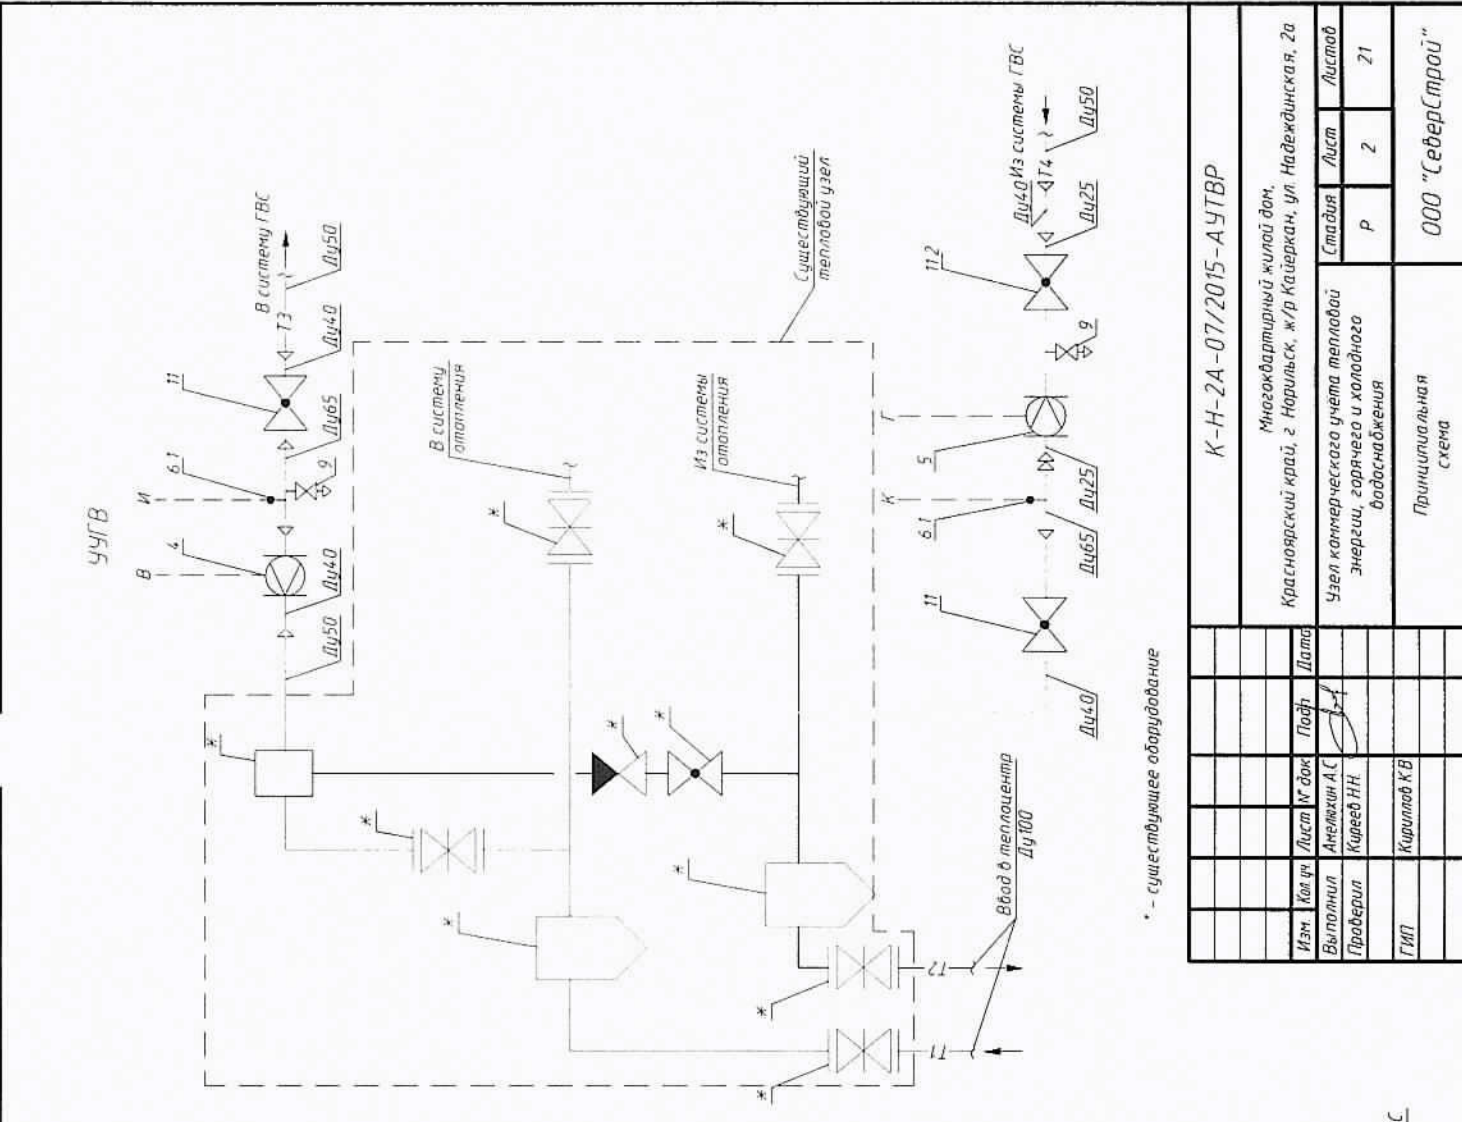 УУГВ
В
4
И
6.1
11
9
Ду50
Ду40
Ду65
Ду40
Т3
В систему ГВС
Ду50
*
*
*
*
*
*
*
*
*
*
В систему
отопления
Из системы
отопления
Существующий
тепловой узел
Т2
Т1
Ввод в теплоцентр
Ду100
Ду40
11
Ду65
6.1
К
Ду25
5
Г
9
11.2
Ду25
Ду40
Т4
Из системы ГВС
Ду50
* - существующее оборудование
К-Н-2А-07/2015-АУТВР
Многоквартирный жилой дом,
Красноярский край, г. Норильск, ж/р Кайеркан, ул. Надеждинская, 2а
Изм. Кол.уч Лист № док Подп Дата
Выполнил Амелюхин А.С
Проверил Киреев Н.Н.
ГИП Кириллов К.В
Узел коммерческого учёта тепловой
энергии, горячего и холодного
водоснабжения
Стадия Лист Листов
Р 2 21
Принципиальная
схема
ООО "СеверСтрой"
С